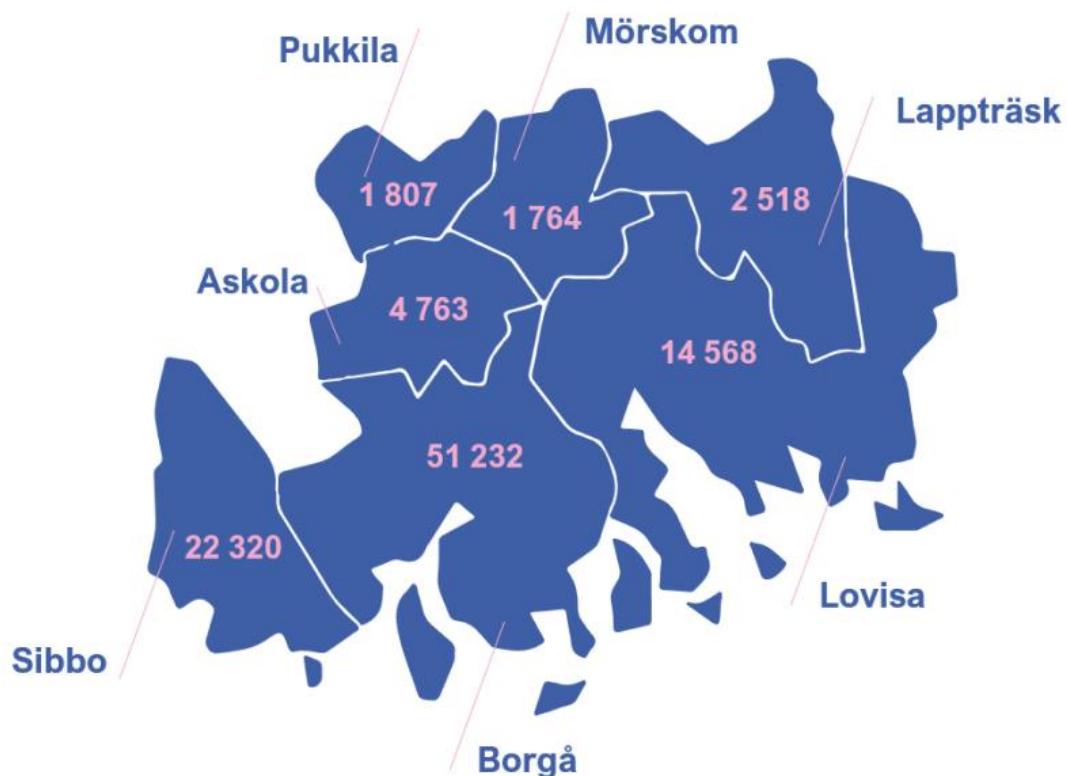 Mörskom
Pukkila
Lappträsk
1 807
2 518
1 764
Askola
4 763
14 568
51 232
22 320
Lovisa
Sibbo
Borgå